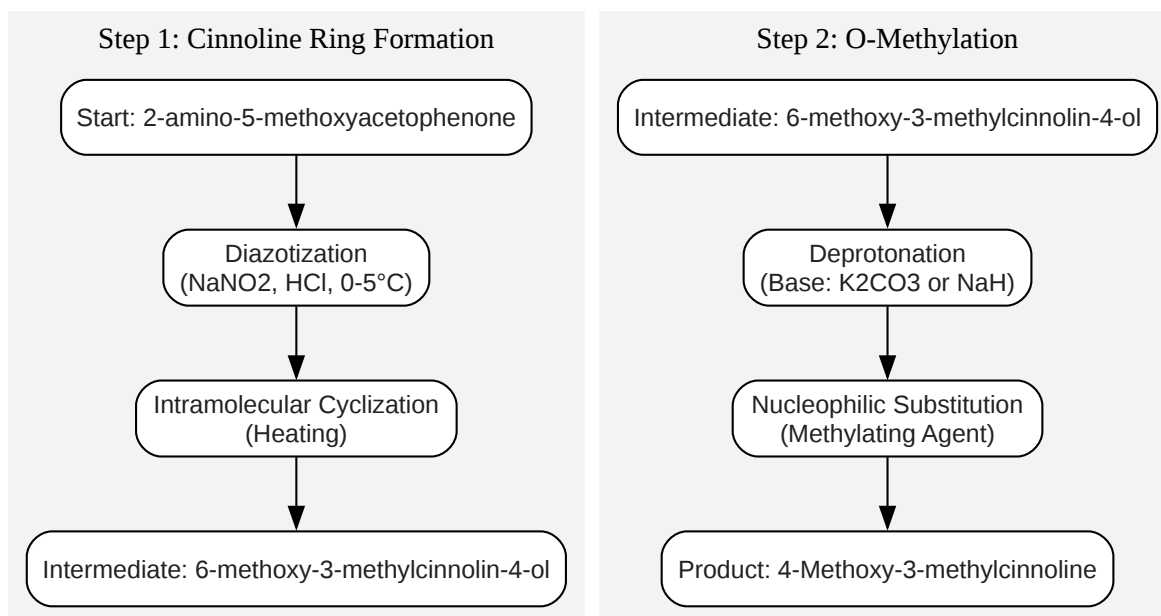 Step 1: Cinnoline Ring Formation
Start: 2-amino-5-methoxyacetophenone
Diazotization
(NaNO2, HCl, 0-5°C)
Intramolecular Cyclization
(Heating)
Intermediate: 6-methoxy-3-methylcinnolin-4-ol
Step 2: O-Methylation
Intermediate: 6-methoxy-3-methylcinnolin-4-ol
Deprotonation
(Base: K2CO3 or NaH)
Nucleophilic Substitution
(Methylating Agent)
Product: 4-Methoxy-3-methylcinnoline